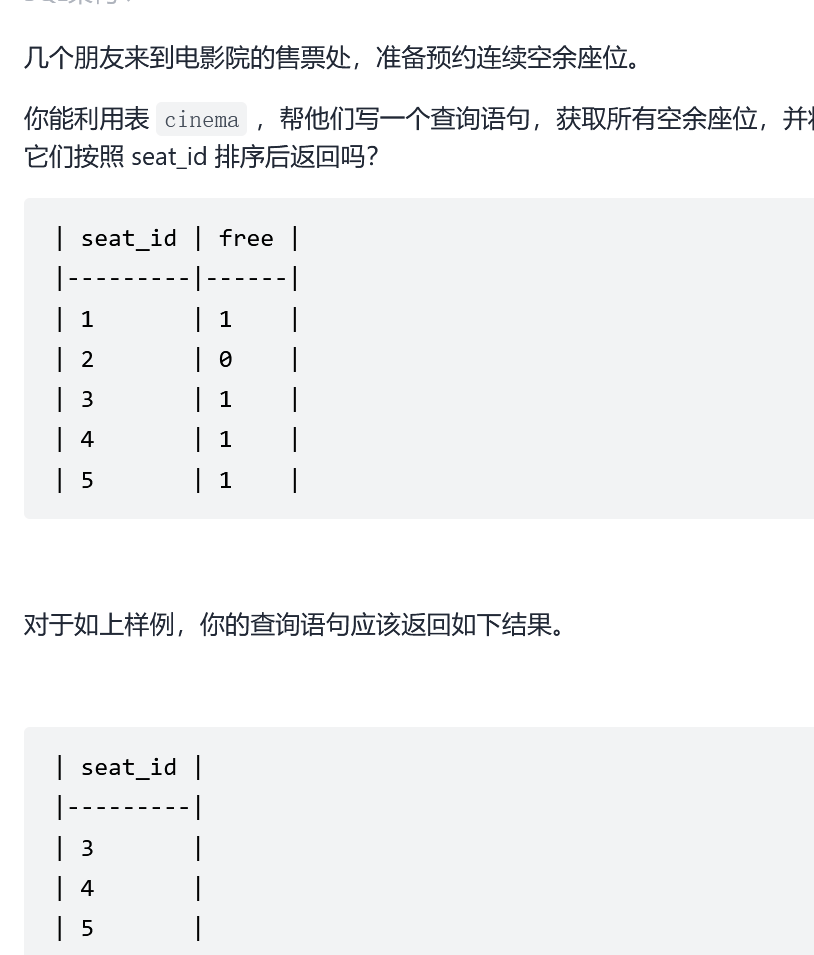 几个朋友来到电影院的售票处，准备预约连续空余座位。
你能利用表 cinema ，帮他们写一个查询语句，获取所有空余座位，并
它们按照 seat_id 排序后返回吗？
| seat_id | free |
|---------|------|
| 1       | 1    |
| 2       | 0    |
| 3       | 1    |
| 4       | 1    |
| 5       | 1    |
对于如上样例，你的查询语句应该返回如下结果。
| seat_id |
|---------|
| 3       |
| 4       |
| 5       |